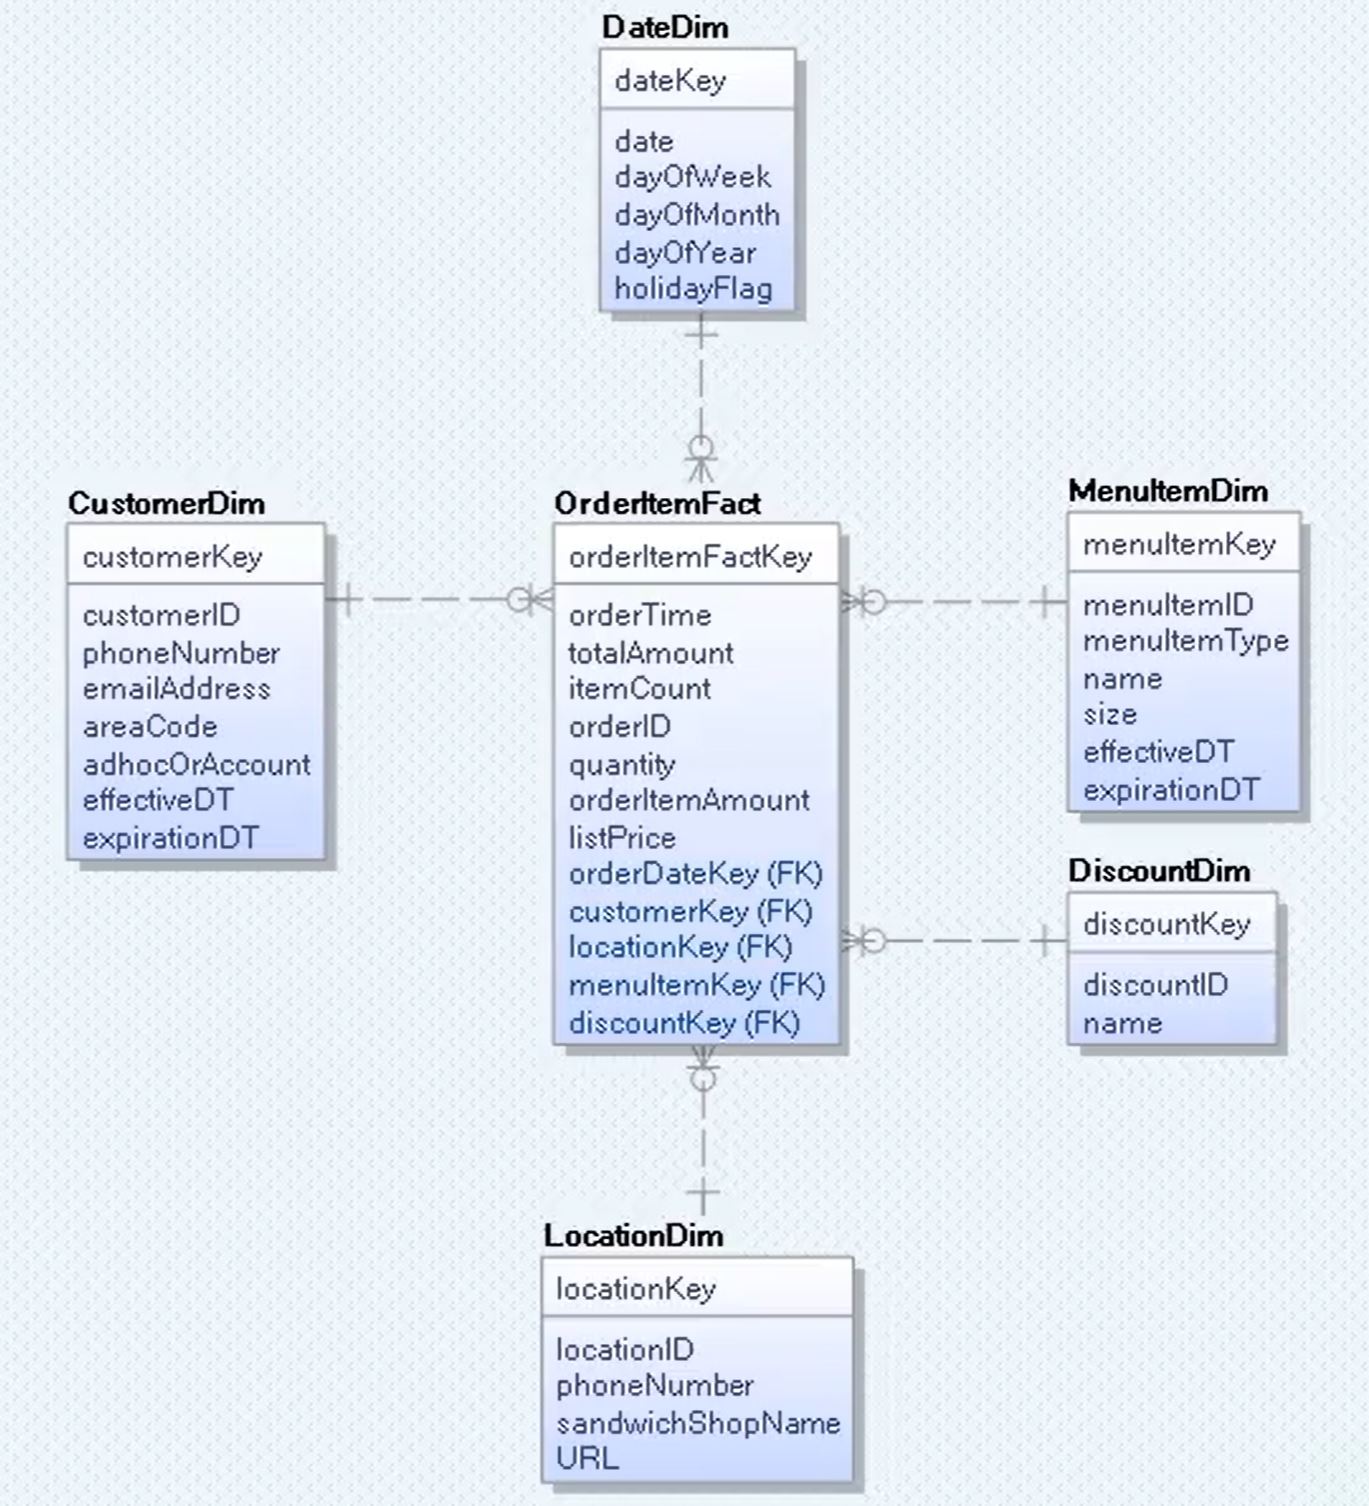 DateDim
dateKey
date
dayOfWeek
dayOfMonth
dayOfYear
holidayFlag
CustomerDim
customerKey
customerID
phoneNumber
emailAddress
areaCode
adhocOrAccount
effectiveDT
expirationDT
OrderItemFact
orderItemFactKey
orderTime
totalAmount
itemCount
orderID
quantity
orderItemAmount
listPrice
orderDateKey (FK)
customerKey (FK)
locationKey (FK)
menuItemKey (FK)
discountKey (FK)
MenuItemDim
menuItemKey
menuItemID
menuItemType
name
size
effectiveDT
expirationDT
DiscountDim
discountKey
discountID
name
LocationDim
locationKey
locationID
phoneNumber
sandwichShopName
URL